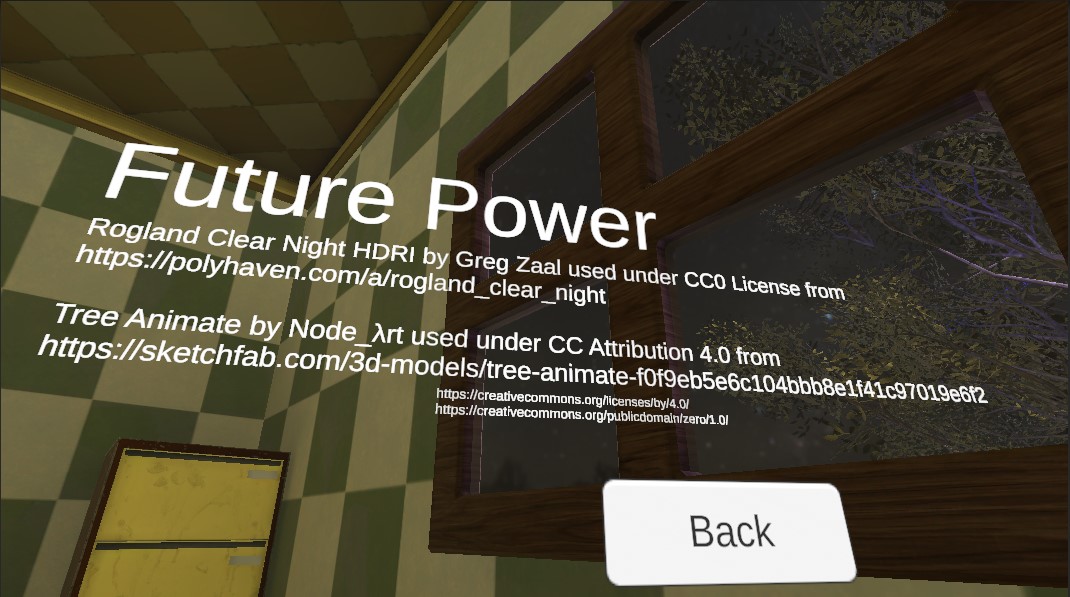 Future Power
Rogland Clear Night HDRI by Greg Zaal used under CC0 License from
https://polyhaven.com/a/rogland_clear_night
Tree Animate by Node_λrt used under CC Attribution 4.0 from
https://sketchfab.com/3d-models/tree-animate-f0f9eb5e6c104bbb8e1f41c97019e6f2
https://creativecommons.org/licenses/by/4.0/
https://creativecommons.org/publicdomain/zero/1.0/
Back